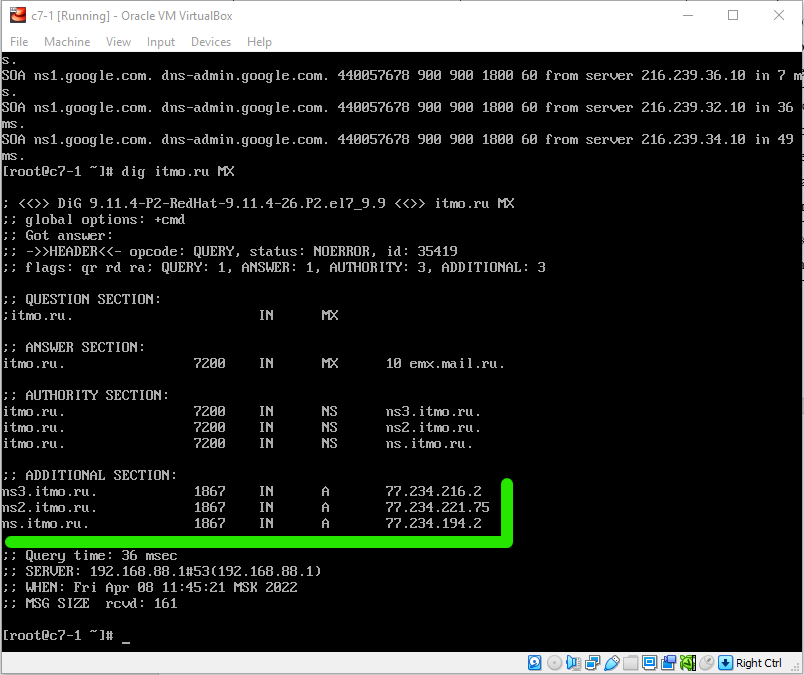 c7-1 [Running] - Oracle VM VirtualBox
File Machine View Input Devices Help
s.
SOA ns1.google.com. dns-admin.google.com. 440057678 900 900 1800 60 from server 216.239.36.10 in 7 m
s.
SOA ns1.google.com. dns-admin.google.com. 440057678 900 900 1800 60 from server 216.239.32.10 in 36
ms.
SOA ns1.google.com. dns-admin.google.com. 440057678 900 900 1800 60 from server 216.239.34.10 in 49
ms.
[root@c7-1 ~]# dig itmo.ru MX
; <<>> DiG 9.11.4-P2-RedHat-9.11.4-26.P2.el7_9.9 <<>> itmo.ru MX
;; global options: +cmd
;; Got answer:
;; ->>HEADER<<- opcode: QUERY, status: NOERROR, id: 35419
;; flags: qr rd ra; QUERY: 1, ANSWER: 1, AUTHORITY: 3, ADDITIONAL: 3
;; QUESTION SECTION:
;itmo.ru. IN MX
;; ANSWER SECTION:
itmo.ru. 7200 IN MX 10 emx.mail.ru.
;; AUTHORITY SECTION:
itmo.ru. 7200 IN NS ns3.itmo.ru.
itmo.ru. 7200 IN NS ns2.itmo.ru.
itmo.ru. 7200 IN NS ns.itmo.ru.
;; ADDITIONAL SECTION:
ns3.itmo.ru. 1867 IN A 77.234.216.2
ns2.itmo.ru. 1867 IN A 77.234.221.75
ns.itmo.ru. 1867 IN A 77.234.194.2
;; Query time: 36 msec
;; SERVER: 192.168.88.1#53(192.168.88.1)
;; WHEN: Fri Apr 08 11:45:21 MSK 2022
;; MSG SIZE rcvd: 161
[root@c7-1 ~]# _
Right Ctrl